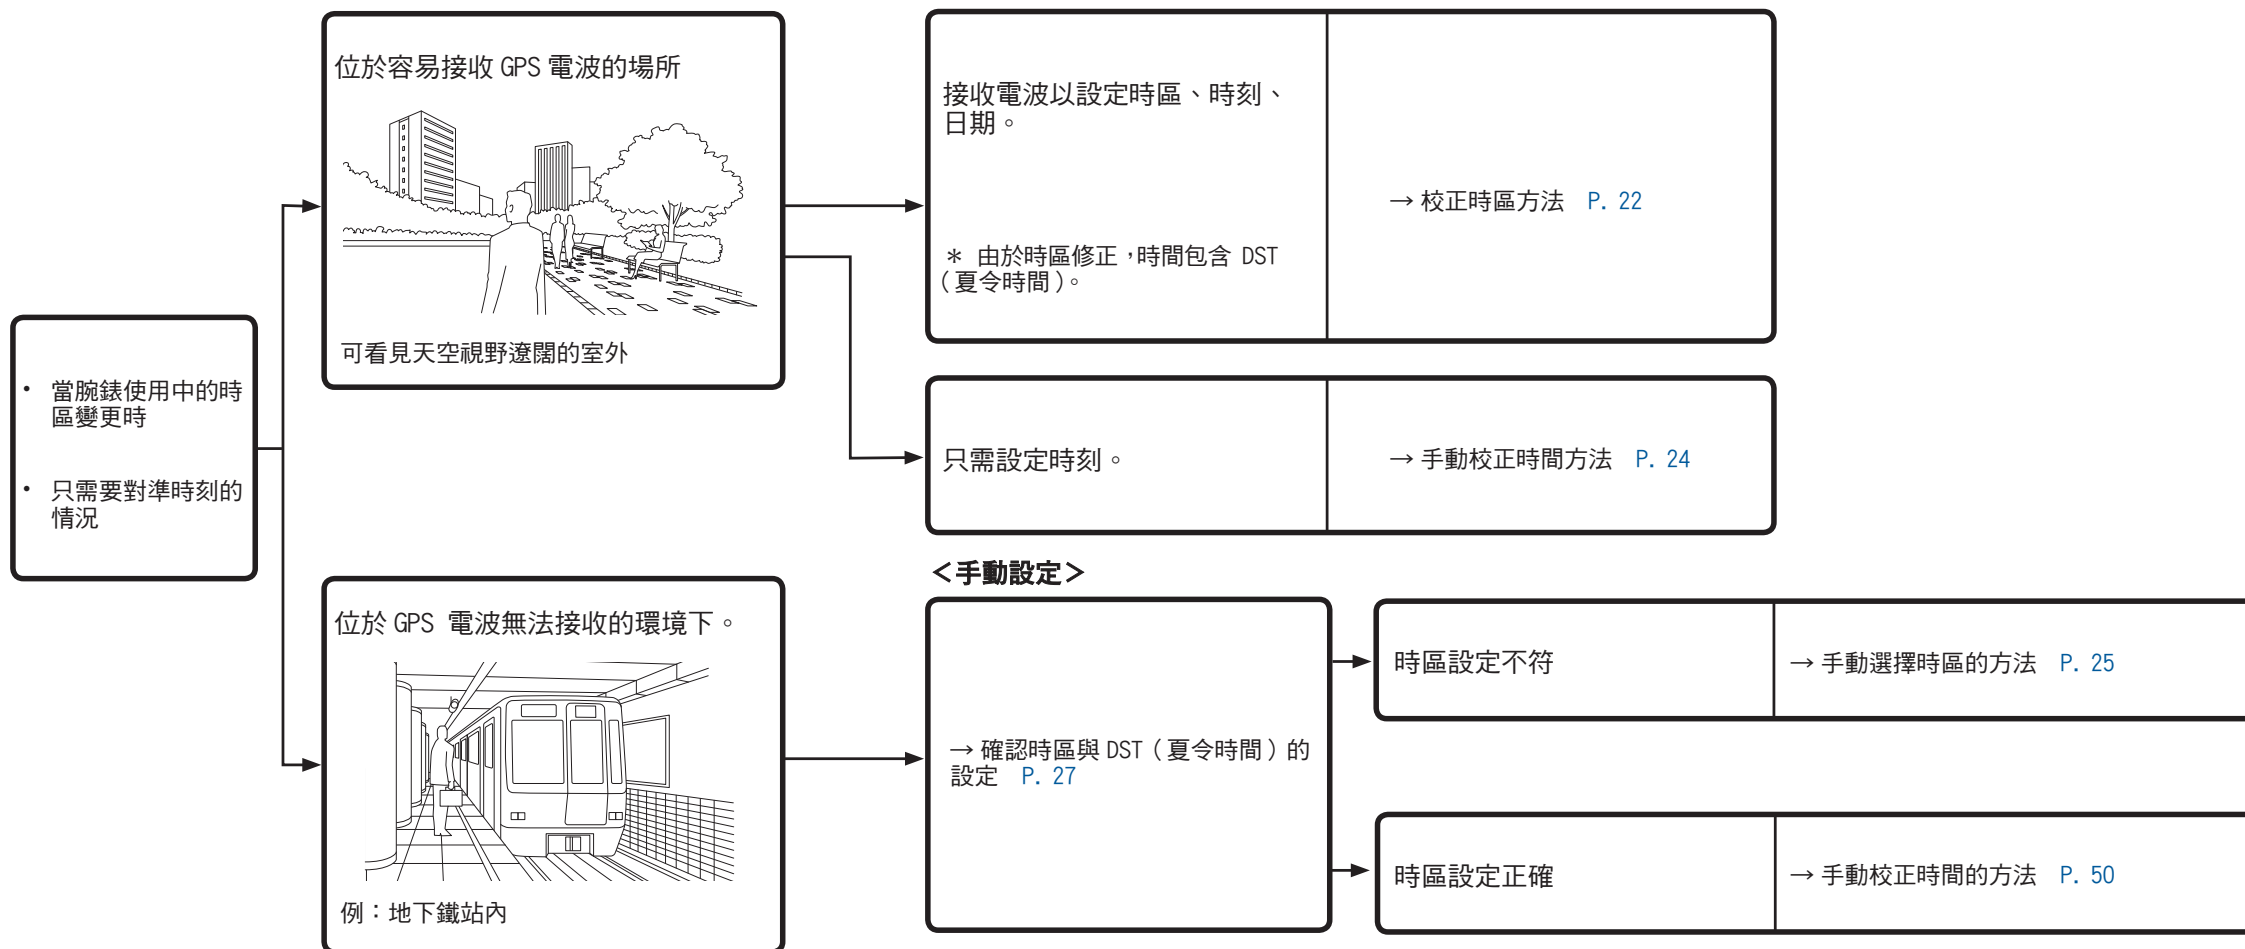 • 當腕錶使用中的時
區變更時
• 只需要對準時刻的
情況
位於容易接收 GPS 電波的場所
可看見天空視野遼闊的室外
接收電波以設定時區、時刻、
日期。
＊ 由於時區修正，時間包含 DST
（夏令時間）。
→ 校正時區方法 P. 22
只需設定時刻。
→ 手動校正時間方法 P. 24
位於 GPS 電波無法接收的環境下。
例：地下鐵站內
＜手動設定＞
→ 確認時區與 DST（夏令時間）的
設定 P. 27
時區設定不符
→ 手動選擇時區的方法 P. 25
時區設定正確
→ 手動校正時間的方法 P. 50